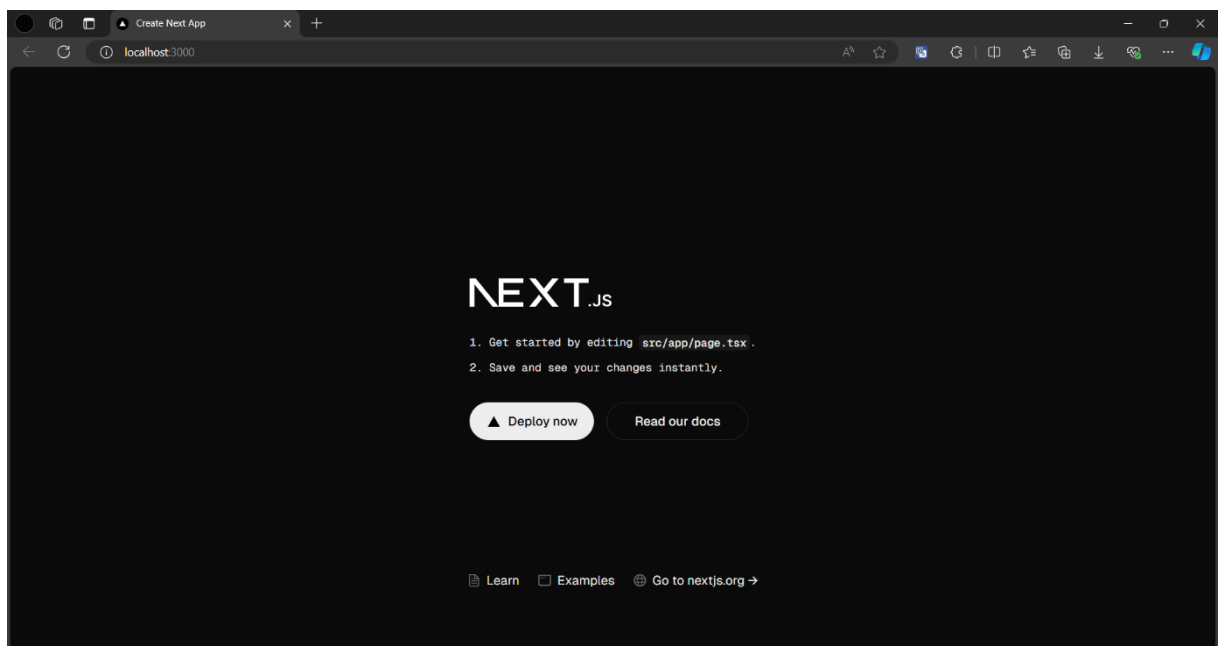 Create Next App
localhost:3000
NEXT.JS
1. Get started by editing src/app/page.tsx.
2. Save and see your changes instantly.
Deploy now Read our docs
Learn Examples Go to nextjs.org →